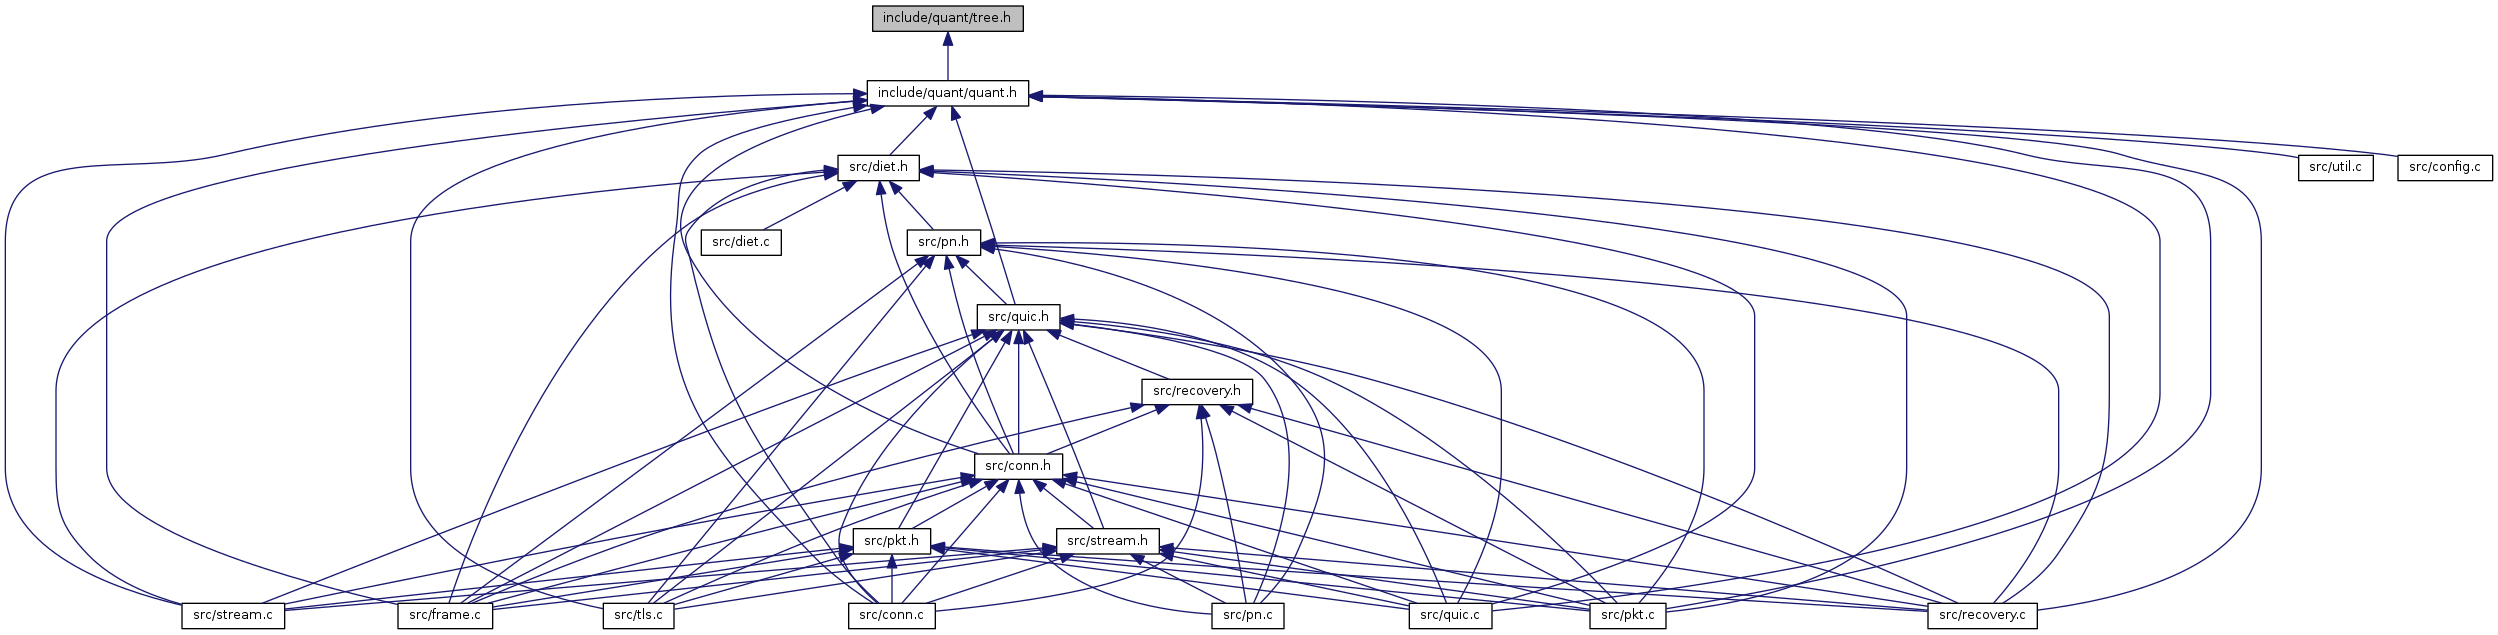 include/quant/tree.h
include/quant/quant.h
src/diet.h
src/util.c
src/config.c
src/diet.c
src/pn.h
src/quic.h
src/recovery.h
src/conn.h
src/pkt.h
src/stream.h
src/stream.c
src/frame.c
src/tls.c
src/conn.c
src/pn.c
src/quic.c
src/pkt.c
src/recovery.c